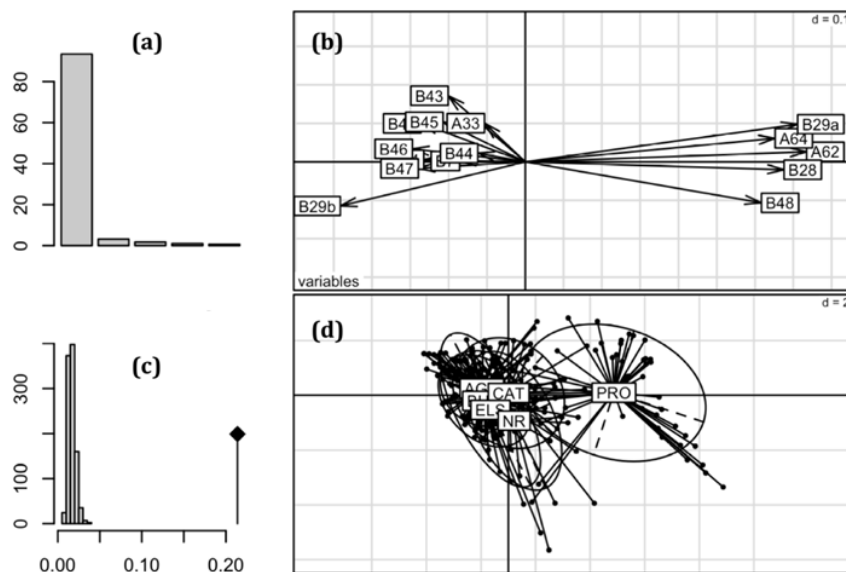 (a)
80
60
40
20
0
(b)
d = 0.1
B43
B45
A33
B46
B44
B47
B29b
B29a
A64
A62
B28
B48
variables
(c)
300
100
0
0.00
0.10
0.20
(d)
d = 2
CAT
PRO
ELS
NR